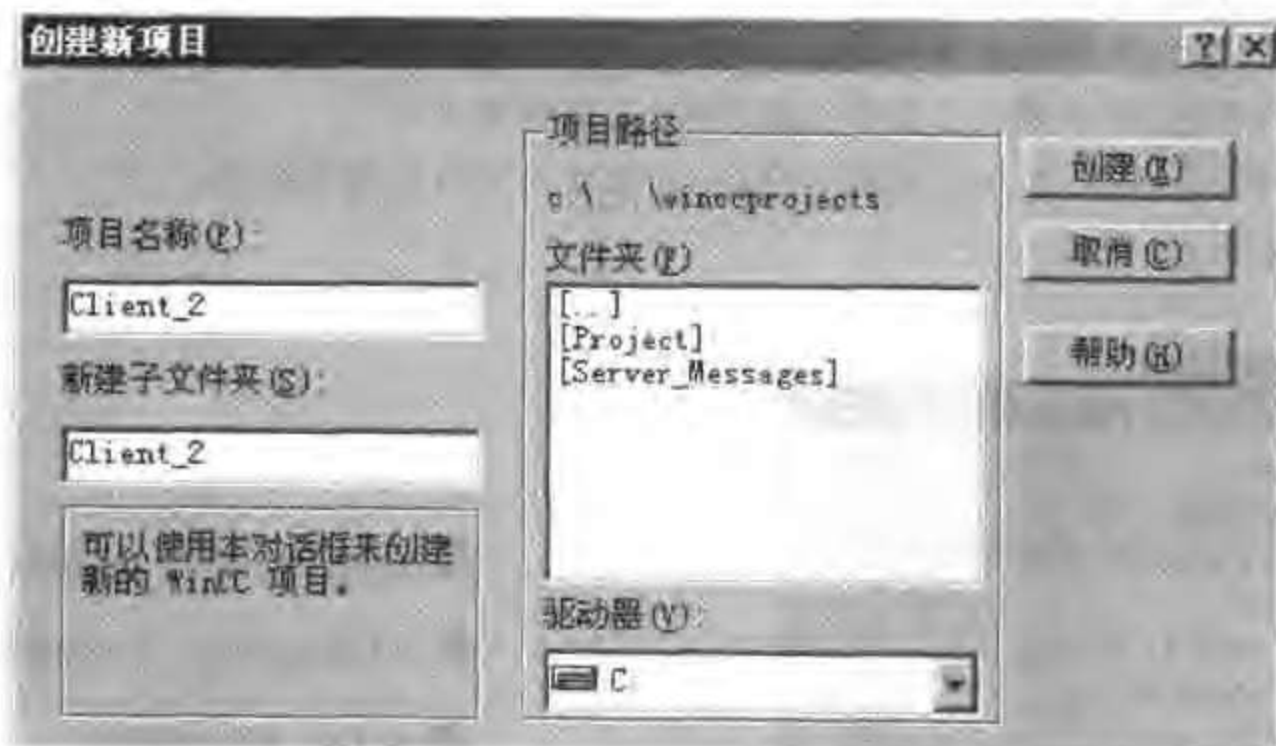 创建新项目
项目名称(P):
Client_2
新建子文件夹(S):
Client_2
可以使用本对话框来创建
新的 WinCC 项目。
项目路径
c:\...\winccprojects
文件夹(F)
[..]
[Project]
[Server_Messages]
驱动器(V):
C:
创建(R)
取消(C)
帮助(H)